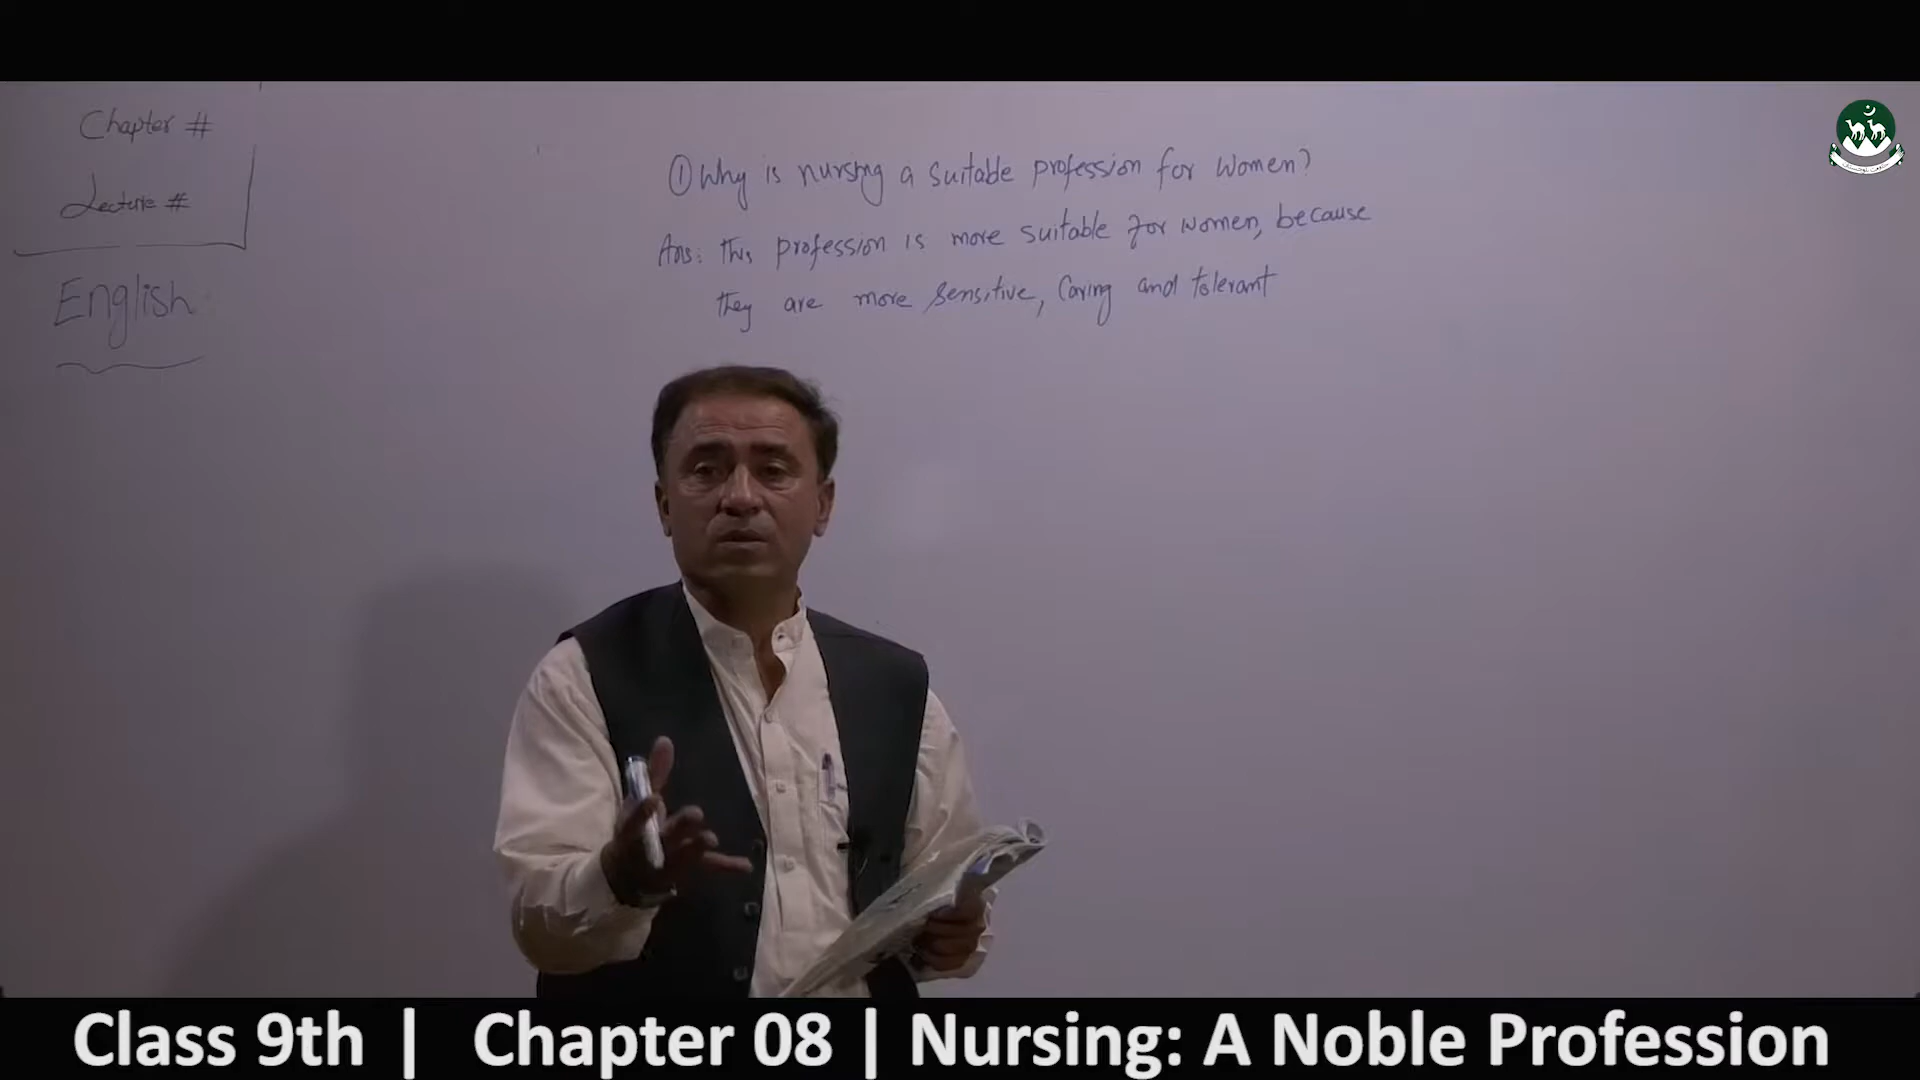 Chapter #
Lecture #
English
① Why is nursing a suitable profession for women?
Ans: This profession is more suitable for women, because
they are more sensitive, Caring and tolerant
Class 9th | Chapter 08 | Nursing: A Noble Profession